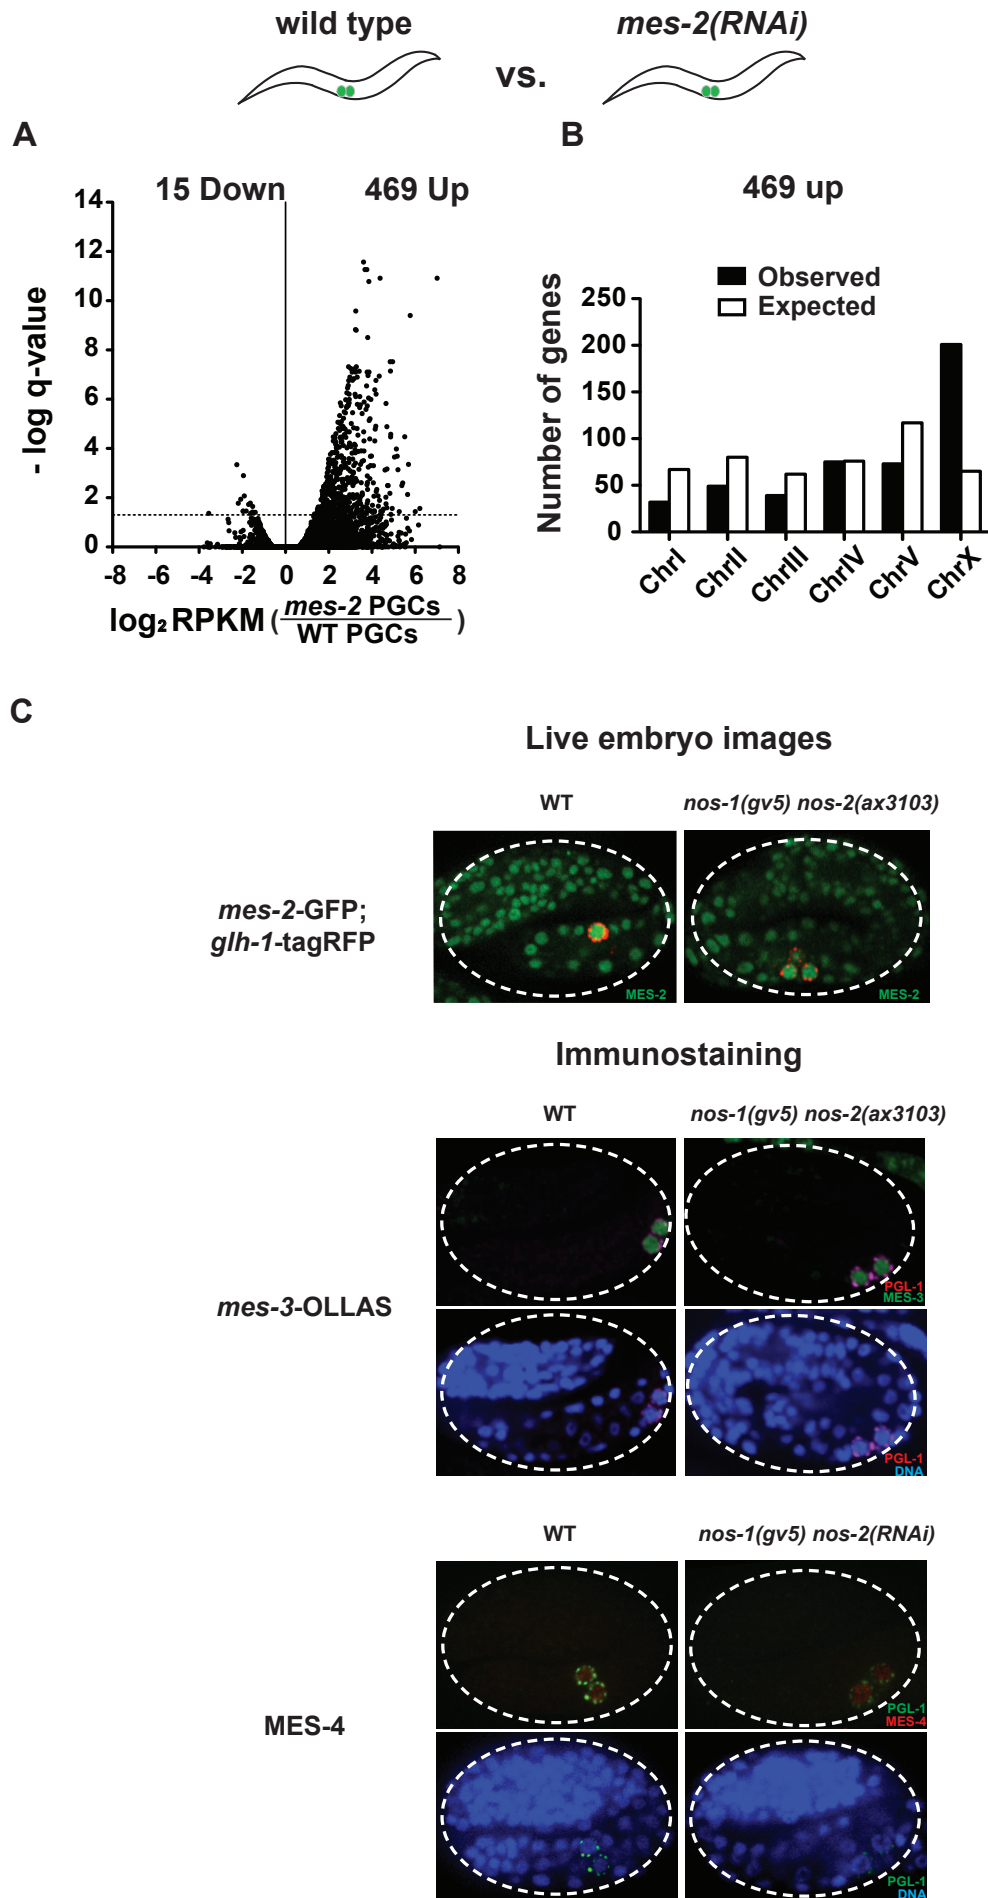 wild type
vs.
mes-2(RNAi)
A
15 Down
469 Up
14
12
10
8
6
4
2
0
- log q-value
-8
-6
-4
-2
0
2
4
6
8
log₂ RPKM ( mes-2 PGCs
WT PGCs )
B
469 up
Observed
Expected
Number of genes
250
200
150
100
50
0
ChrI
ChrII
ChrIII
ChrIV
ChrV
ChrX
C
Live embryo images
WT
nos-1(gv5) nos-2(ax3103)
mes-2-GFP;
glh-1-tagRFP
MES-2
MES-2
Immunostaining
WT
nos-1(gv5) nos-2(ax3103)
mes-3-OLLAS
PGL-1
MES-3
PGL-1
DNA
WT
nos-1(gv5) nos-2(RNAi)
MES-4
PGL-1
MES-4
PGL-1
DNA